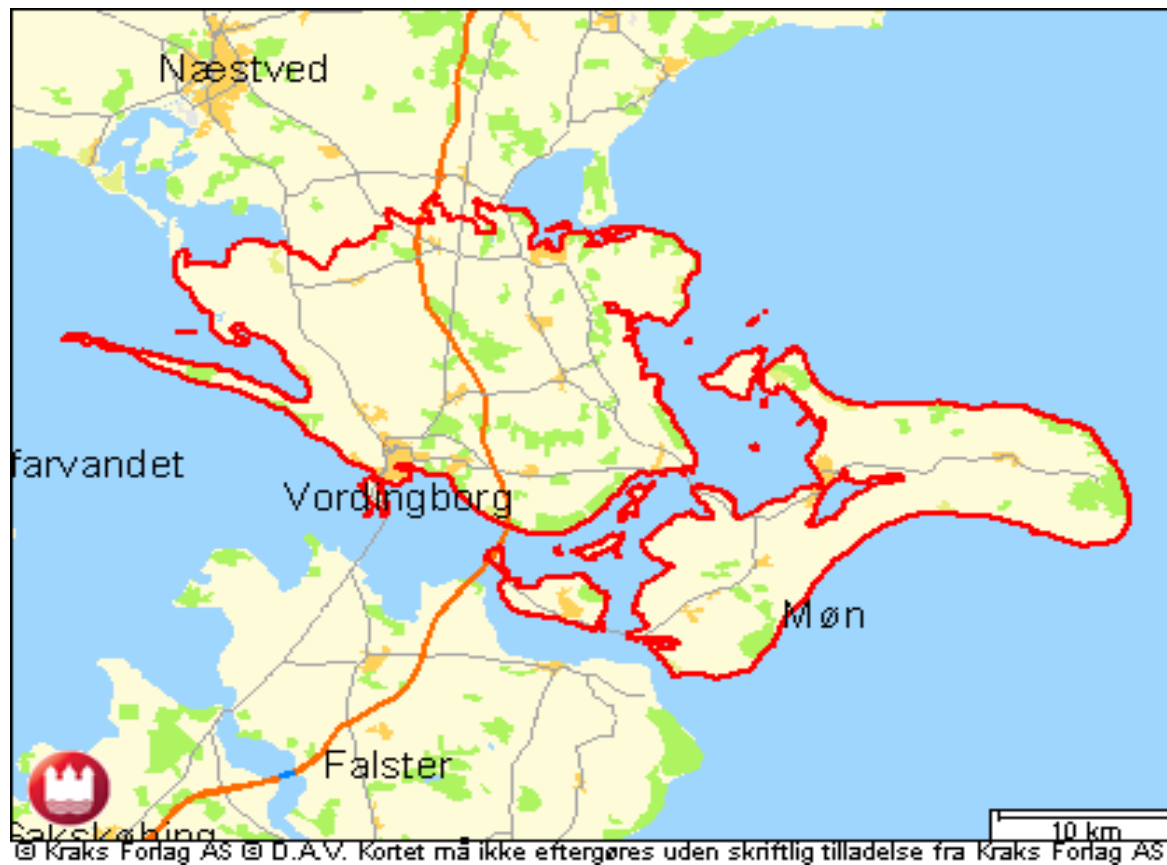 Næstved
farvandet
Vordingborg
Møn
Falster
Sakskøbing
10 km
© Kraks Forlag AS © D.A.V. Kortet må ikke eftergøres uden skriftlig tilladelse fra Kraks Forlag AS